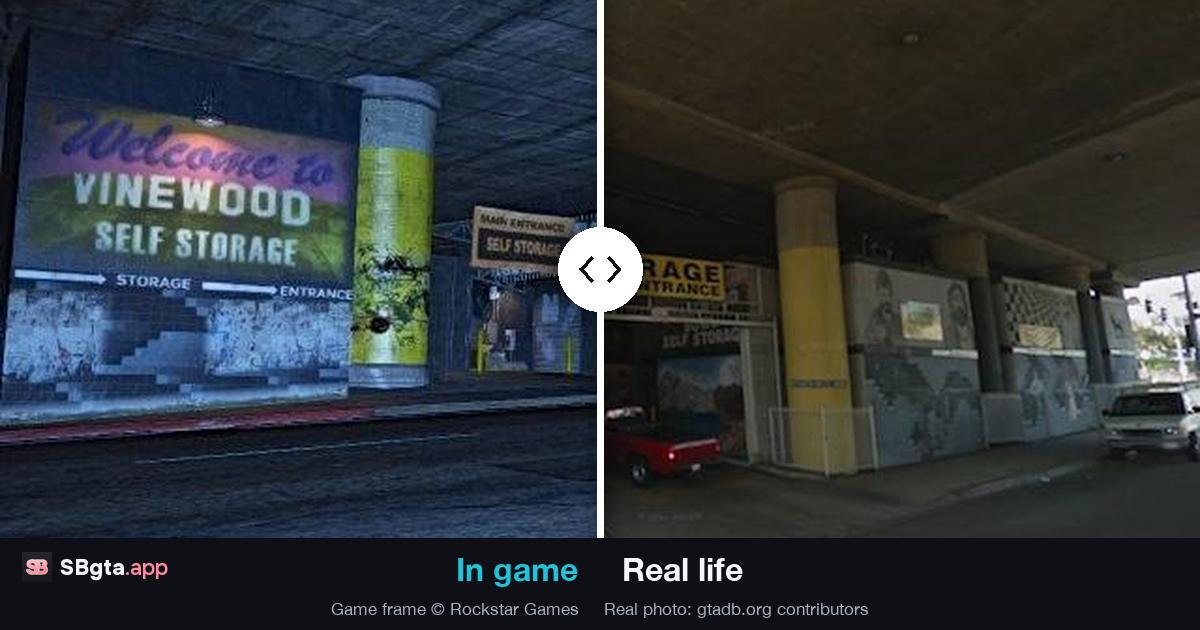 Welcome to
VINEWOOD
SELF STORAGE
STORAGE
ENTRANCE
MAIN ENTRANCE
SELF STORAGE
RAGE
NTRANCE
SELF STORAGE
SBgta.app
In game
Real life
Game frame © Rockstar Games
Real photo: gtadb.org contributors